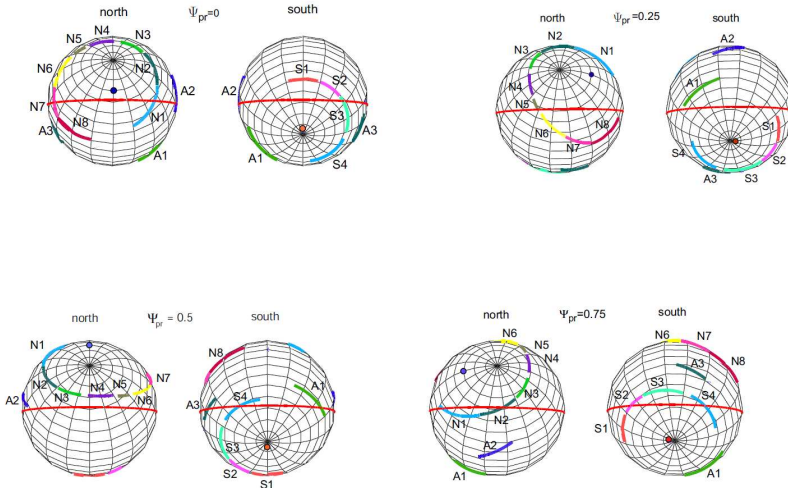 north Ψpr=0 south
N4 N3
N5 N2
N6
N7 N8 N1 A2
A3 A1
S1 S2
A2 S3
A3
A1 S4
north Ψpr=0.25 south
N2 N1
N3
N4
N5
N6 N8
N7
A2
A1
S1
S4 S2
A3 S3
north Ψpr = 0.5 south
N1
N2 N7
N3 N4 N5 N6
A2
N8
S4 A1
A3
S3
S2
S1
north Ψpr=0.75 south
N6
N5
N4
N3
N1 N2
A2
A1
N6 N7
A3 N8
S2 S3 S4
S1
A1